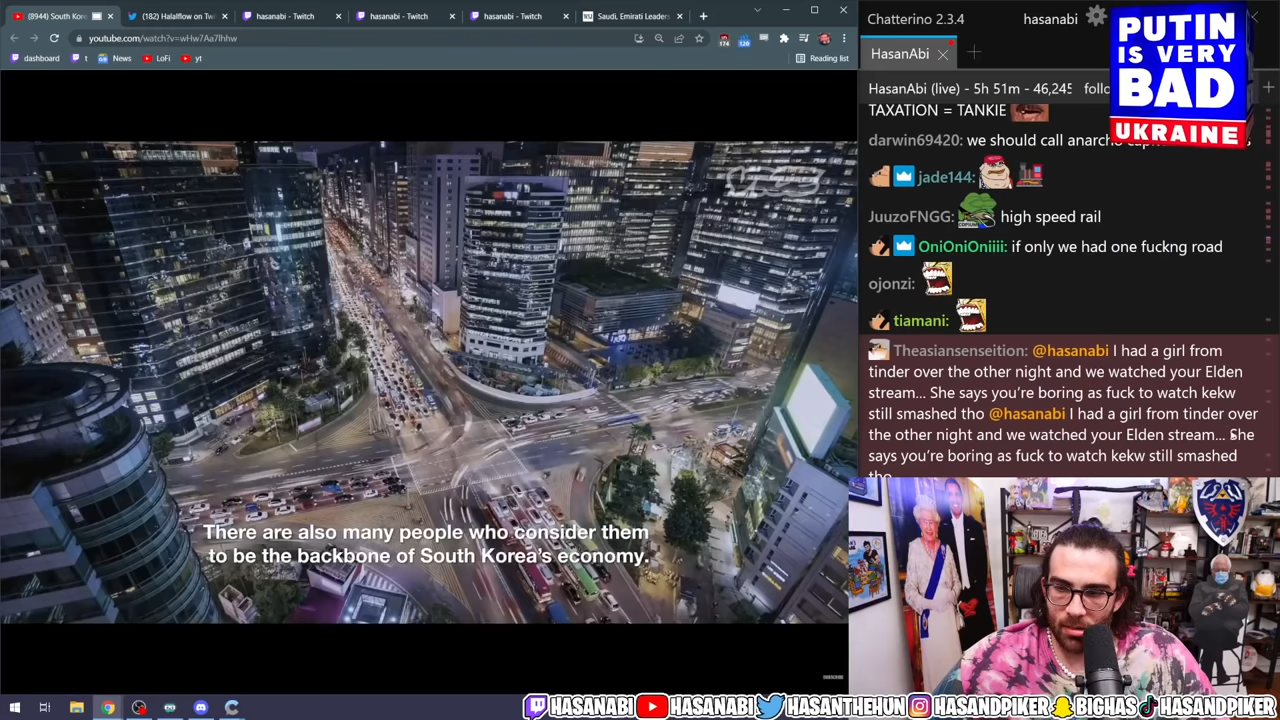 (8944) South Kore
(182) Halalflow on Tw
hasanabi - Twitch
hasanabi - Twitch
hasanabi - Twitch
Saudi, Emirati Leaders
youtube.com/watch?v=wHw7Aa7lhhw
174
120
dashboard
t
News
LoFi
yt
Reading list
There are also many people who consider them
to be the backbone of South Korea's economy.
SUBSCRIBE
Chatterino 2.3.4
hasanabi
HasanAbi
HasanAbi (live) - 5h 51m - 46,245
follo
PUTIN
IS VERY
BAD
UKRAINE
TAXATION = TANKIE
darwin69420: we should call anarcho
jade144:
JuuzoFNGG: high speed rail
OniOniOniiii: if only we had one fuckng road
ojonzi:
tiamani:
Theasiansenseition: @hasanabi I had a girl from
tinder over the other night and we watched your Elden
stream... She says you're boring as fuck to watch kekw
still smashed tho @hasanabi I had a girl from tinder over
the other night and we watched your Elden stream... She
says you're boring as fuck to watch kekw still smashed
tho
HASANABI
HASANABI
HASANTHEHUN
HASANDPIKER
BIGHAS
HASANDPIKER